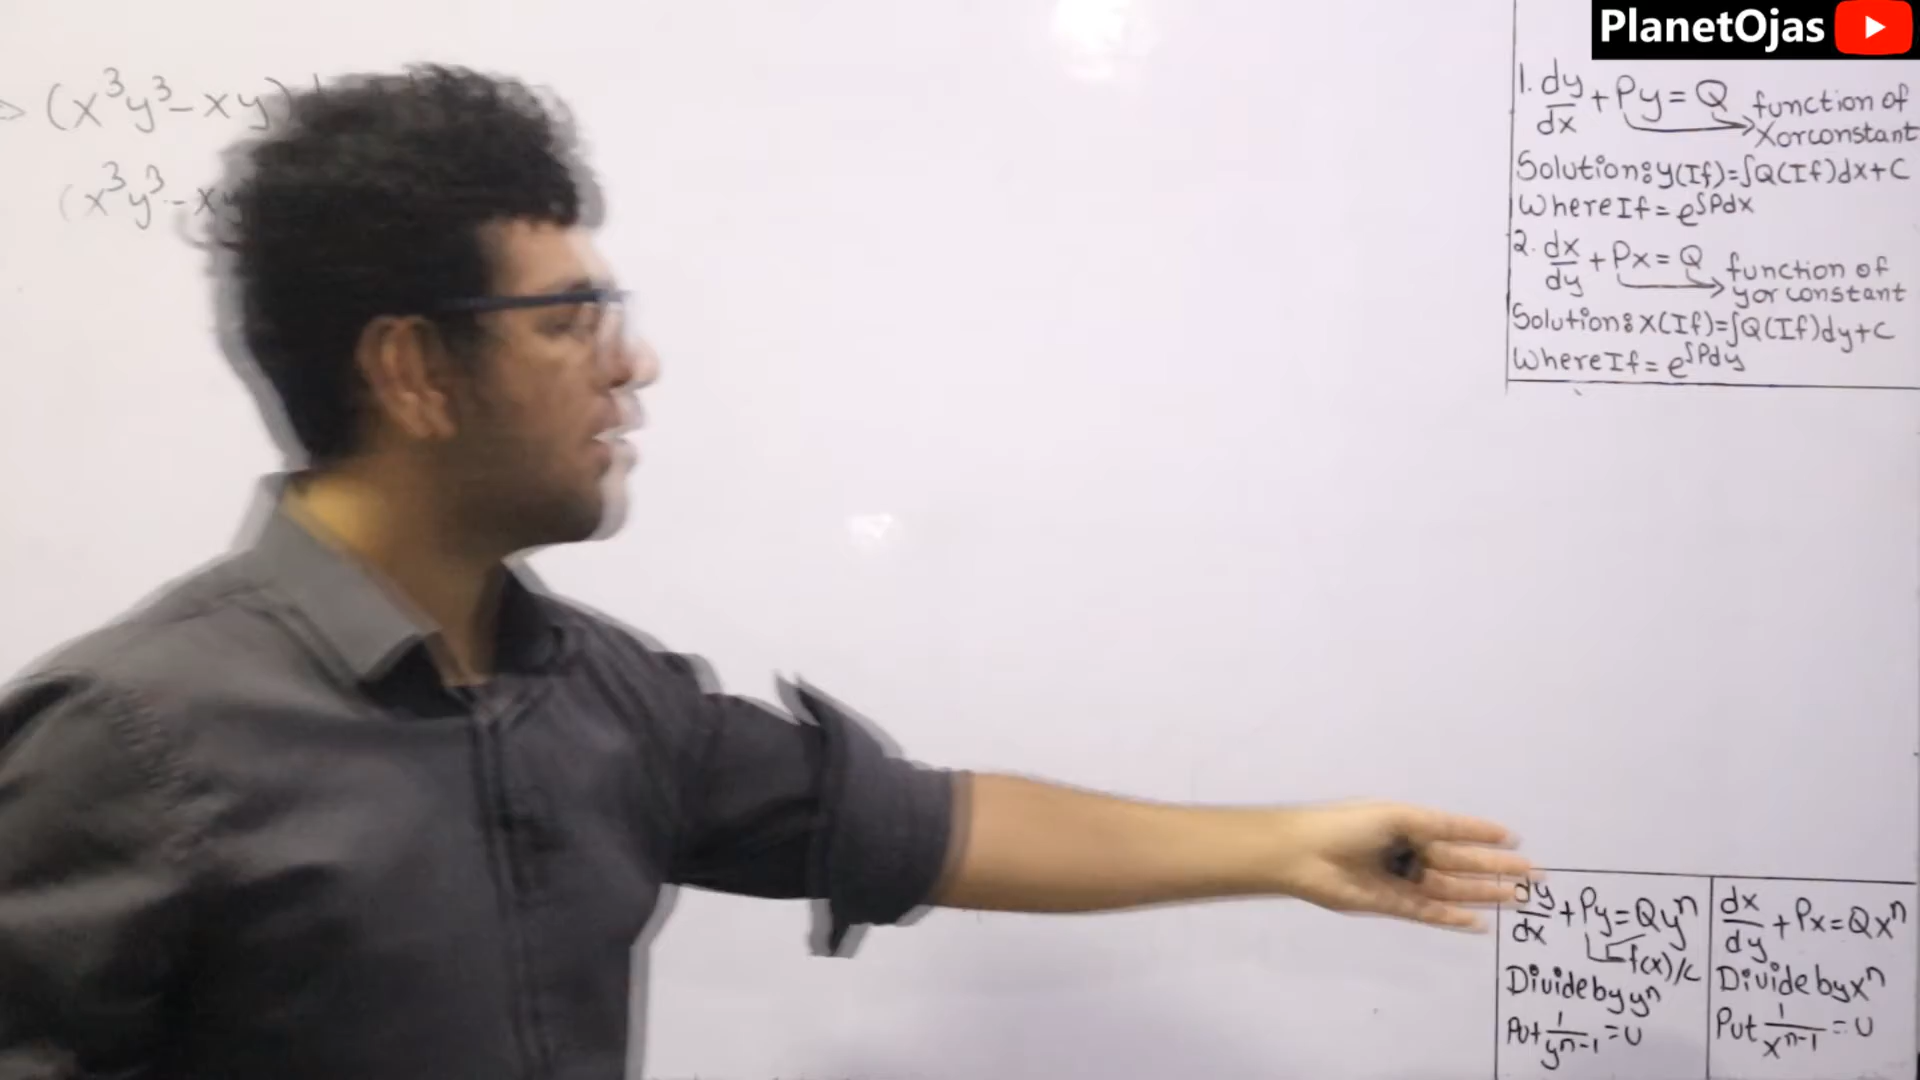 PlanetOjas
(x³y³-xy)
(x³y³-xy
1. dy/dx + Py = Q function of
X or constant
Solution: y(If)=∫Q(If)dx+C
Where If = e^∫Pdx
2. dx/dy + Px = Q function of
y or constant
Solution: x(If)=∫Q(If)dy+C
Where If = e^∫Pdy
dy/dx + Py = Qyⁿ
f(x)/c
Divide by yⁿ
Put 1/yⁿ⁻¹ = U
dx/dy + Px = Qxⁿ
Divide by xⁿ
Put 1/xⁿ⁻¹ = U